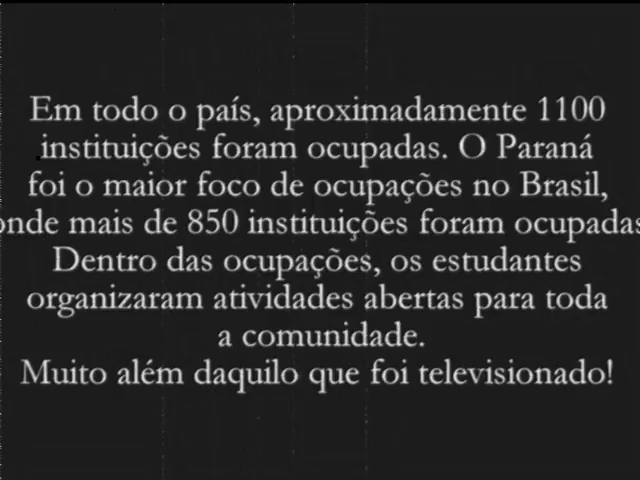 Em todo o país, aproximadamente 1100
instituições foram ocupadas. O Paraná
foi o maior foco de ocupações no Brasil,
onde mais de 850 instituições foram ocupadas
Dentro das ocupações, os estudantes
organizaram atividades abertas para toda
a comunidade.
Muito além daquilo que foi televisionado!